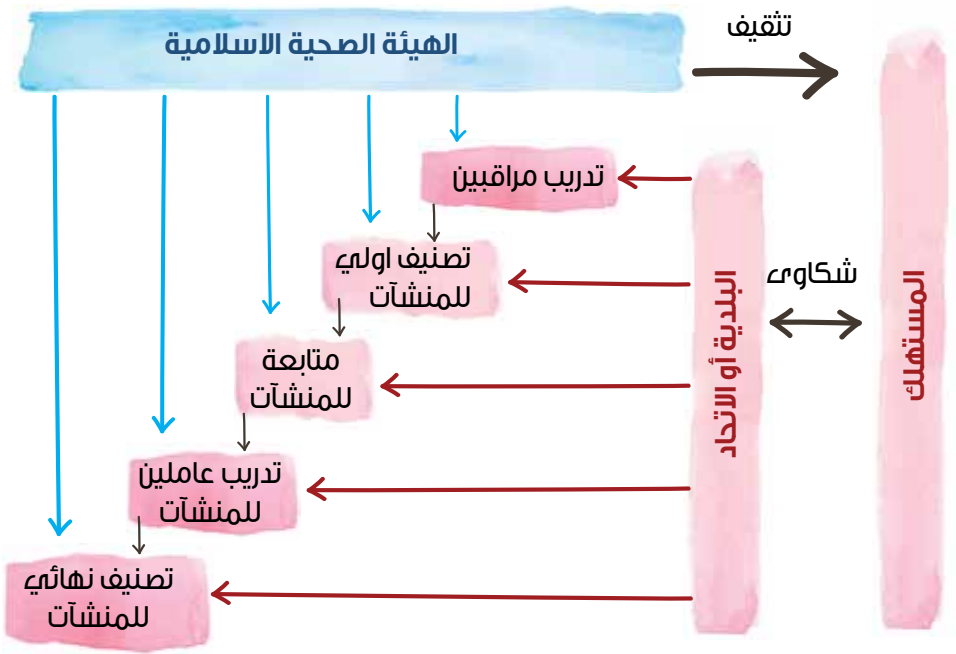 تثقيف
الهيئة الصحية الاسلامية
تدريب مراقبين
تصنيف اولي
للمنشآت
شكاوى
البلدية أو الاتحاد
المستهلك
متابعة
للمنشآت
تدريب عاملين
للمنشآت
تصنيف نهائي
للمنشآت